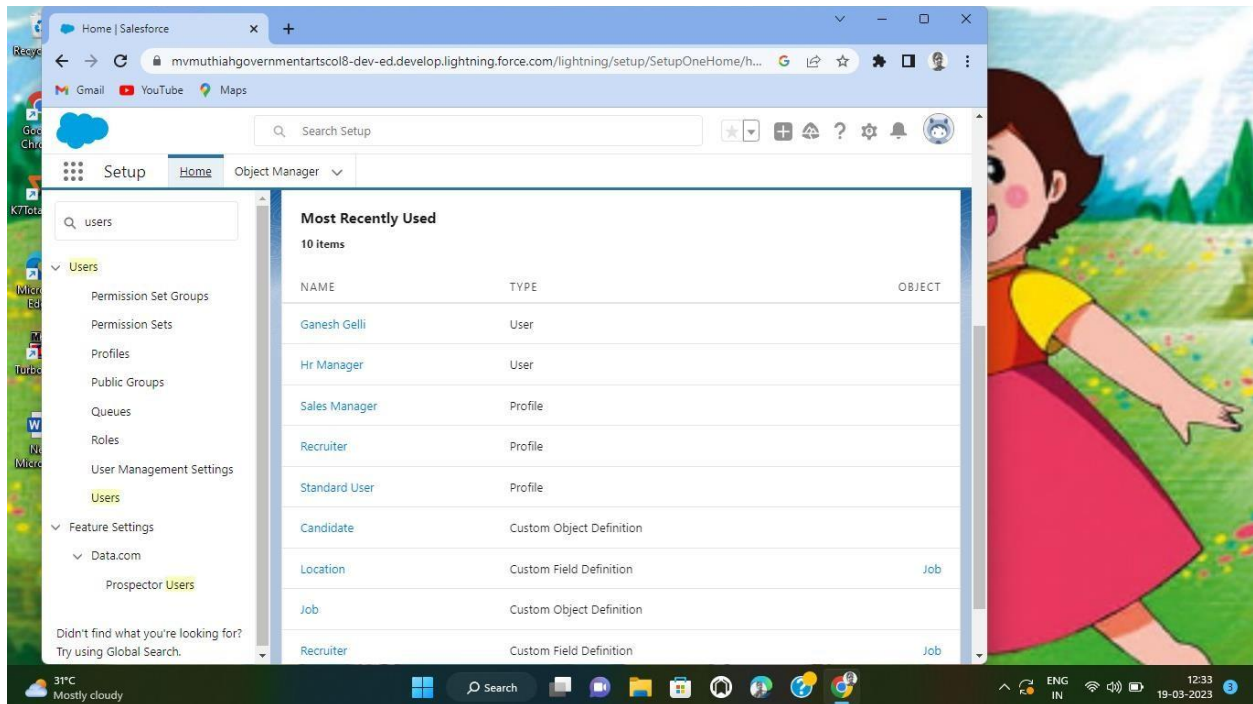 Home | Salesforce
mvmuthiahgovernmentartscol8-dev-ed.develop.lightning.force.com/lightning/setup/SetupOneHome/h...
Gmail YouTube Maps
Search Setup
Setup Home Object Manager
users
Users
Permission Set Groups
Permission Sets
Profiles
Public Groups
Queues
Roles
User Management Settings
Users
Feature Settings
Data.com
Prospector Users
Didn't find what you're looking for?
Try using Global Search.
Most Recently Used
10 items
NAME TYPE OBJECT
Ganesh Gelli User
Hr Manager User
Sales Manager Profile
Recruiter Profile
Standard User Profile
Candidate Custom Object Definition
Location Custom Field Definition Job
Job Custom Object Definition
Recruiter Custom Field Definition Job
31°C
Mostly cloudy
Search
ENG
IN
12:33
19-03-2023
3